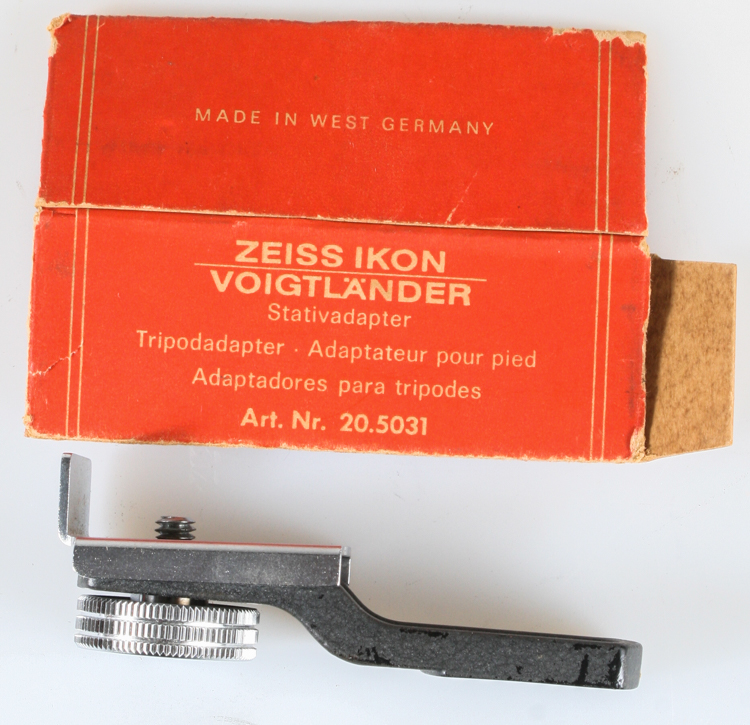 MADE IN WEST GERMANY
ZEISS IKON
VOIGTLÄNDER
Stativadapter
Tripodadapter · Adaptateur pour pied
Adaptadores para tripodes
Art. Nr. 20.5031